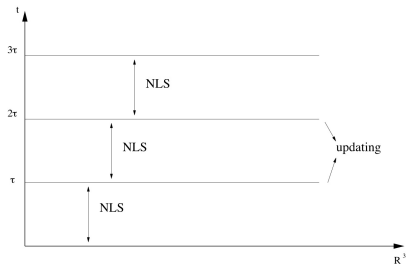 t
3τ
NLS
2τ
NLS
updating
τ
NLS
R³